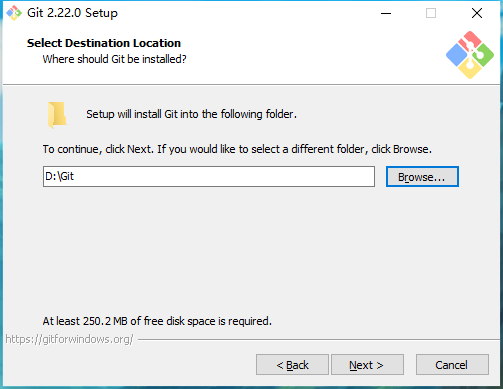 Git 2.22.0 Setup
Select Destination Location
Where should Git be installed?
Setup will install Git into the following folder.
To continue, click Next. If you would like to select a different folder, click Browse.
D:\Git
Browse...
At least 250.2 MB of free disk space is required.
https://gitforwindows.org/
< Back
Next >
Cancel